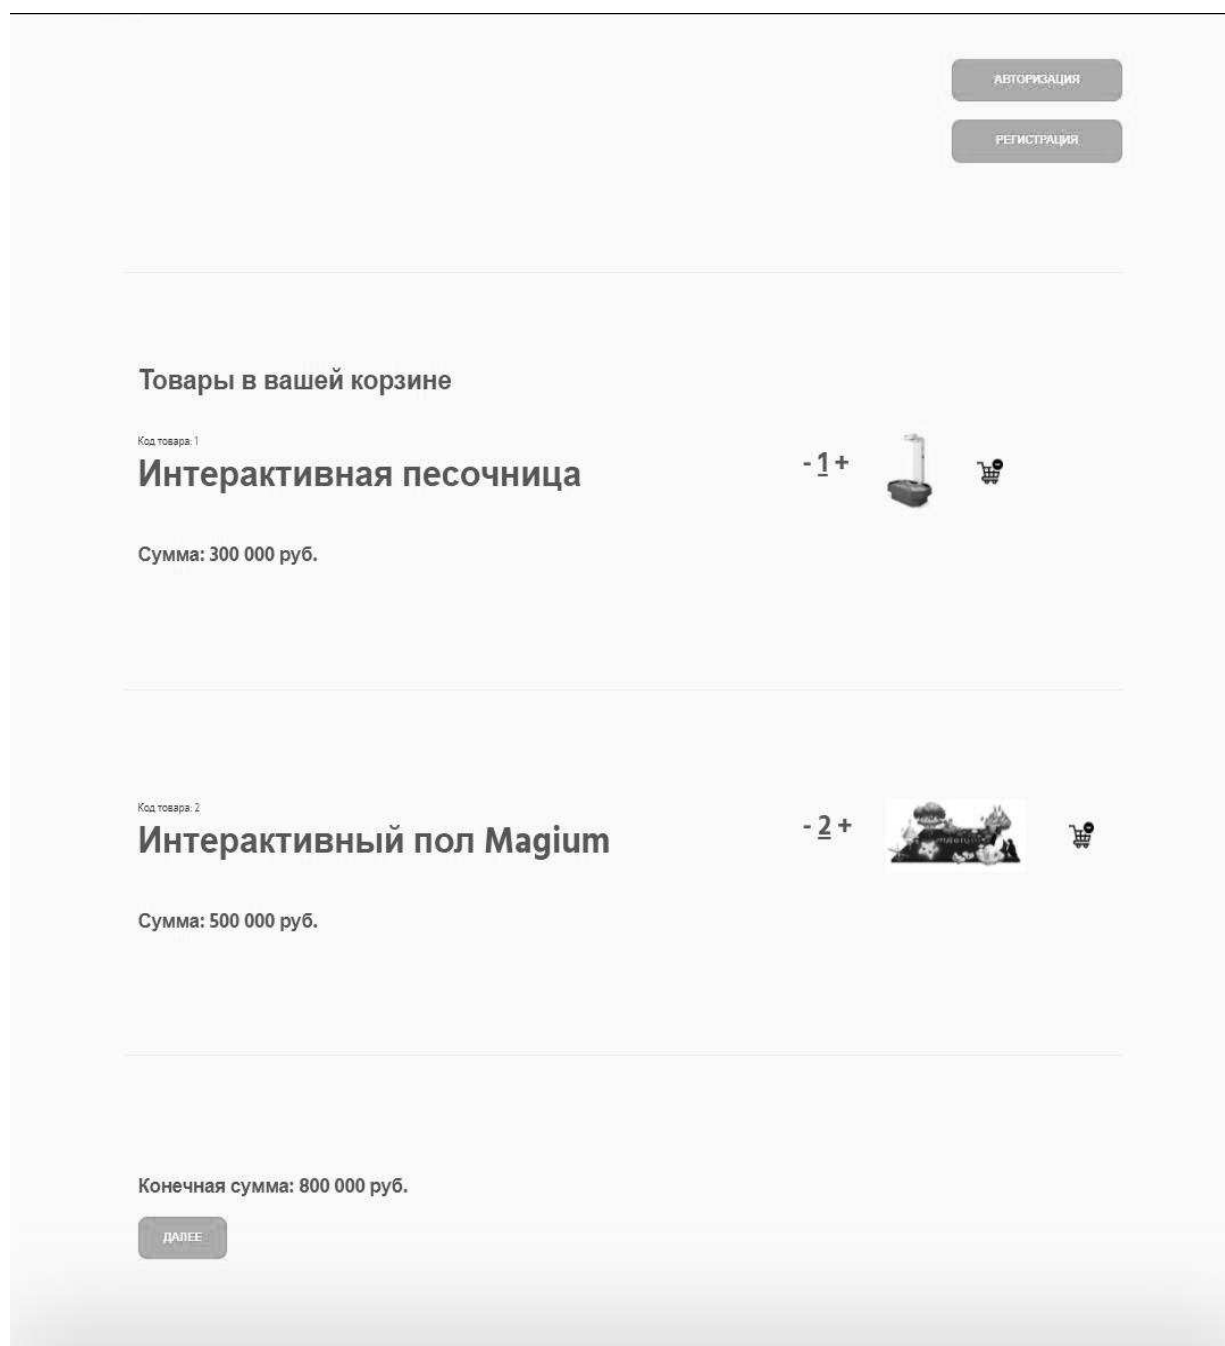 АВТОРИЗАЦИЯ
РЕГИСТРАЦИЯ
Товары в вашей корзине
Код товара: 1
Интерактивная песочница
- 1 +
Сумма: 300 000 руб.
Код товара: 2
Интерактивный пол Magium
- 2 +
Сумма: 500 000 руб.
Конечная сумма: 800 000 руб.
ДАЛЕЕ